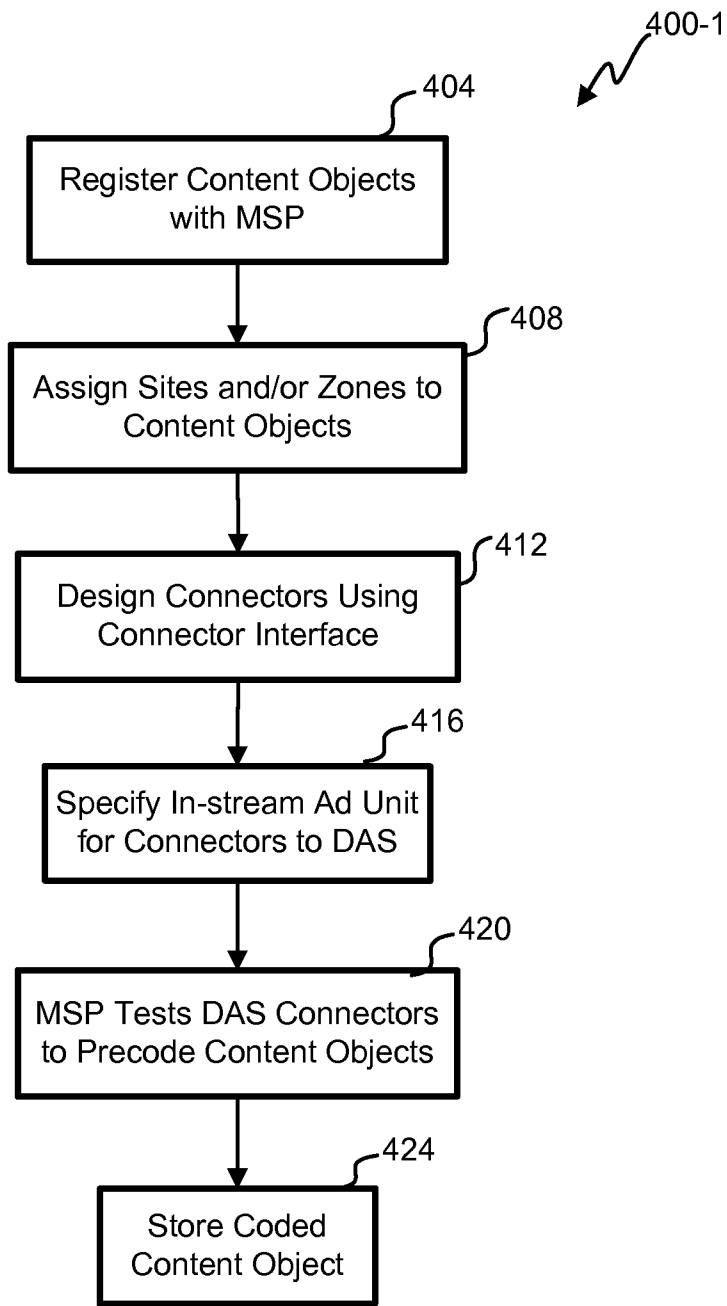 400-1
404
Register Content Objects
with MSP
408
Assign Sites and/or Zones to
Content Objects
412
Design Connectors Using
Connector Interface
416
Specify In-stream Ad Unit
for Connectors to DAS
420
MSP Tests DAS Connectors
to Precode Content Objects
424
Store Coded
Content Object